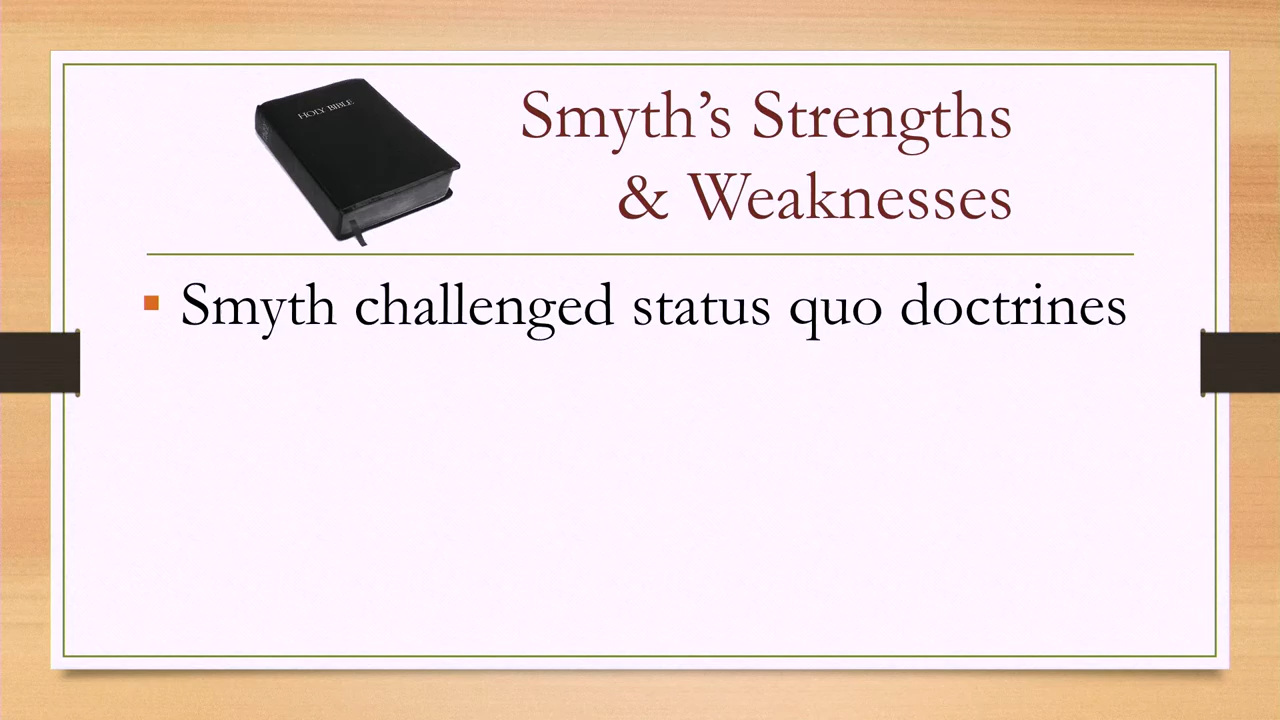 HOLY BIBLE
Smyth’s Strengths
& Weaknesses
▪ Smyth challenged status quo doctrines